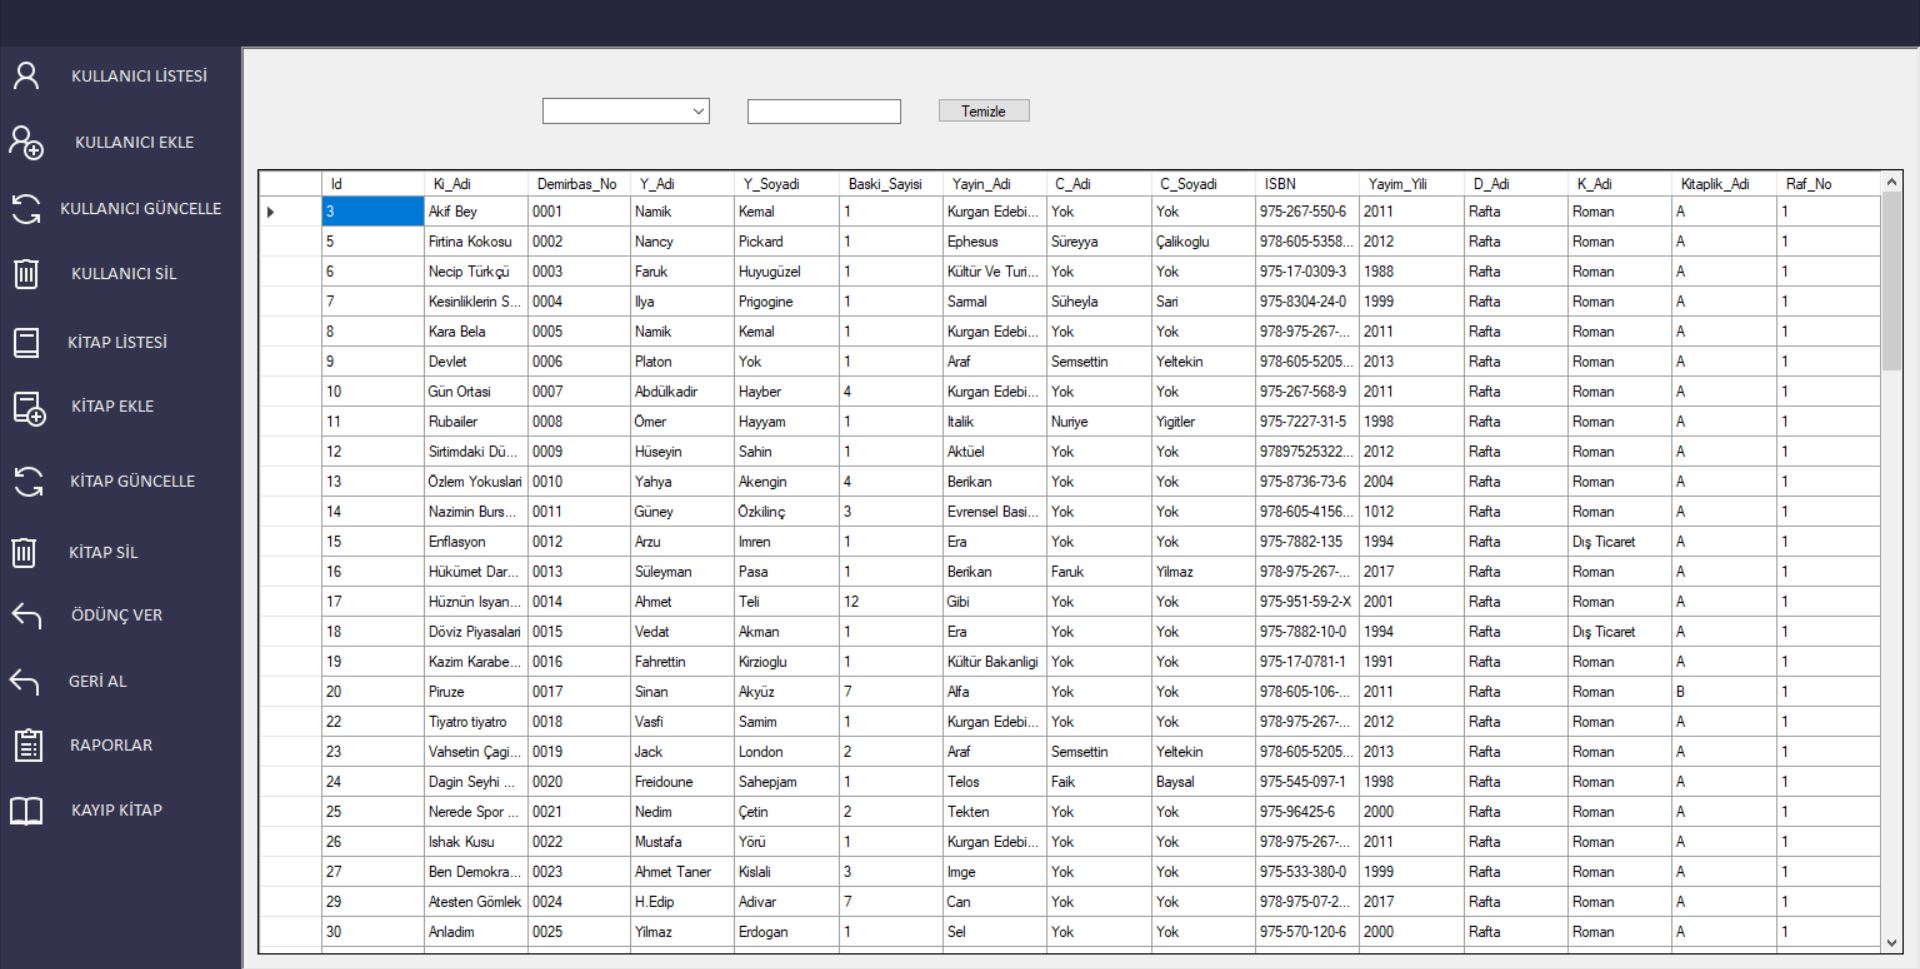 KULLANICI LİSTESİ
KULLANICI EKLE
KULLANICI GÜNCELLE
KULLANICI SİL
KİTAP LİSTESİ
KİTAP EKLE
KİTAP GÜNCELLE
KİTAP SİL
ÖDÜNÇ VER
GERİ AL
RAPORLAR
KAYIP KİTAP
Temizle
Id Ki_Adi Demirbas_No Y_Adi Y_Soyadi Baski_Sayisi Yayin_Adi C_Adi C_Soyadi ISBN Yayim_Yili D_Adi K_Adi Kitaplik_Adi Raf_No
3 Akif Bey 0001 Namik Kemal 1 Kurgan Edebi... Yok Yok 975-267-550-6 2011 Rafta Roman A 1
5 Firtina Kokosu 0002 Nancy Pickard 1 Ephesus Süreyya Çalikoglu 978-605-5358... 2012 Rafta Roman A 1
6 Necip Türkçü 0003 Faruk Huyugüzel 1 Kültür Ve Turi... Yok Yok 975-17-0309-3 1988 Rafta Roman A 1
7 Kesinliklerin S... 0004 Ilya Prigogine 1 Sarmal Süheyla Sari 975-8304-24-0 1999 Rafta Roman A 1
8 Kara Bela 0005 Namik Kemal 1 Kurgan Edebi... Yok Yok 978-975-267-... 2011 Rafta Roman A 1
9 Devlet 0006 Platon Yok 1 Araf Semsettin Yeltekin 978-605-5205... 2013 Rafta Roman A 1
10 Gün Ortasi 0007 Abdülkadir Hayber 4 Kurgan Edebi... Yok Yok 975-267-568-9 2011 Rafta Roman A 1
11 Rubailer 0008 Ömer Hayyam 1 Italik Nuriye Yigitler 975-7227-31-5 1998 Rafta Roman A 1
12 Sirtimdaki Dü... 0009 Hüseyin Sahin 1 Aktüel Yok Yok 97897525322... 2012 Rafta Roman A 1
13 Özlem Yokuslari 0010 Yahya Akengin 4 Berikan Yok Yok 975-8736-73-6 2004 Rafta Roman A 1
14 Nazimin Burs... 0011 Güney Özkilinç 3 Evrensel Basi... Yok Yok 978-605-4156... 1012 Rafta Roman A 1
15 Enflasyon 0012 Arzu Imren 1 Era Yok Yok 975-7882-135 1994 Rafta Dış Ticaret A 1
16 Hükümet Dar... 0013 Süleyman Pasa 1 Berikan Faruk Yilmaz 978-975-267-... 2017 Rafta Roman A 1
17 Hüznün Isyan... 0014 Ahmet Teli 12 Gibi Yok Yok 975-951-59-2-X 2001 Rafta Roman A 1
18 Döviz Piyasalari 0015 Vedat Akman 1 Era Yok Yok 975-7882-10-0 1994 Rafta Dış Ticaret A 1
19 Kazim Karabe... 0016 Fahrettin Kirzioglu 1 Kültür Bakanligi Yok Yok 975-17-0781-1 1991 Rafta Roman A 1
20 Piruze 0017 Sinan Akyüz 7 Alfa Yok Yok 978-605-106-... 2011 Rafta Roman B 1
22 Tiyatro tiyatro 0018 Vasfi Samim 1 Kurgan Edebi... Yok Yok 978-975-267-... 2012 Rafta Roman A 1
23 Vahsetin Çagi... 0019 Jack London 2 Araf Semsettin Yeltekin 978-605-5205... 2013 Rafta Roman A 1
24 Dagin Seyhi ... 0020 Freidoune Sahepjam 1 Telos Faik Baysal 975-545-097-1 1998 Rafta Roman A 1
25 Nerede Spor ... 0021 Nedim Çetin 2 Tekten Yok Yok 975-96425-6 2000 Rafta Roman A 1
26 Ishak Kusu 0022 Mustafa Yörü 1 Kurgan Edebi... Yok Yok 978-975-267-... 2011 Rafta Roman A 1
27 Ben Demokra... 0023 Ahmet Taner Kislali 3 Imge Yok Yok 975-533-380-0 1999 Rafta Roman A 1
29 Atesten Gömlek 0024 H.Edip Adivar 7 Can Yok Yok 978-975-07-2... 2017 Rafta Roman A 1
30 Anladim 0025 Yilmaz Erdogan 1 Sel Yok Yok 975-570-120-6 2000 Rafta Roman A 1